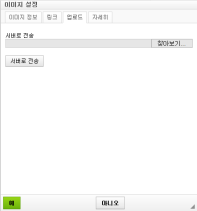 이미지 설정
이미지 정보 링크 업로드 자세히
서버로 전송
찾아보기...
서버로 전송
예 아니오